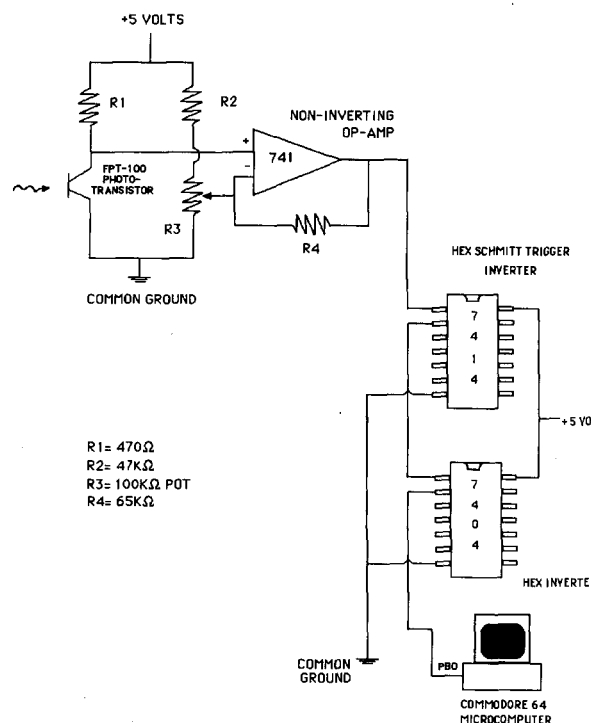 +5 VOLTS
R1
R2
NON-INVERTING
OP-AMP
+
741
-
FPT-100
PHOTO-
TRANSISTOR
R3
R4
COMMON GROUND
HEX SCHMITT TRIGGER
INVERTER
7
4
1
4
+5 VO
R1= 470Ω
R2= 47KΩ
R3= 100KΩ POT
R4= 65KΩ
7
4
0
4
HEX INVERTE
COMMON
GROUND
PBO
COMMODORE 64
MICROCOMPUTER